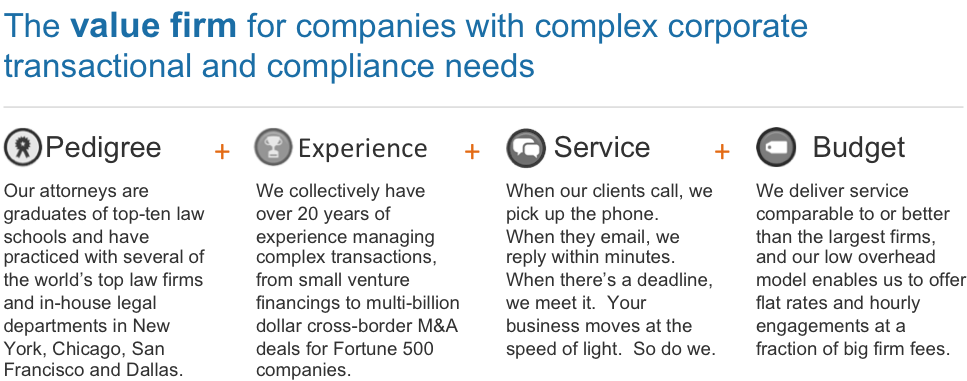 The value firm for companies with complex corporate
transactional and compliance needs
Pedigree + Experience + Service + Budget
Our attorneys are
graduates of top-ten law
schools and have
practiced with several of
the world's top law firms
and in-house legal
departments in New
York, Chicago, San
Francisco and Dallas.
We collectively have
over 20 years of
experience managing
complex transactions,
from small venture
financings to multi-billion
dollar cross-border M&A
deals for Fortune 500
companies.
When our clients call, we
pick up the phone.
When they email, we
reply within minutes.
When there's a deadline,
we meet it.  Your
business moves at the
speed of light.  So do we.
We deliver service
comparable to or better
than the largest firms,
and our low overhead
model enables us to offer
flat rates and hourly
engagements at a
fraction of big firm fees.